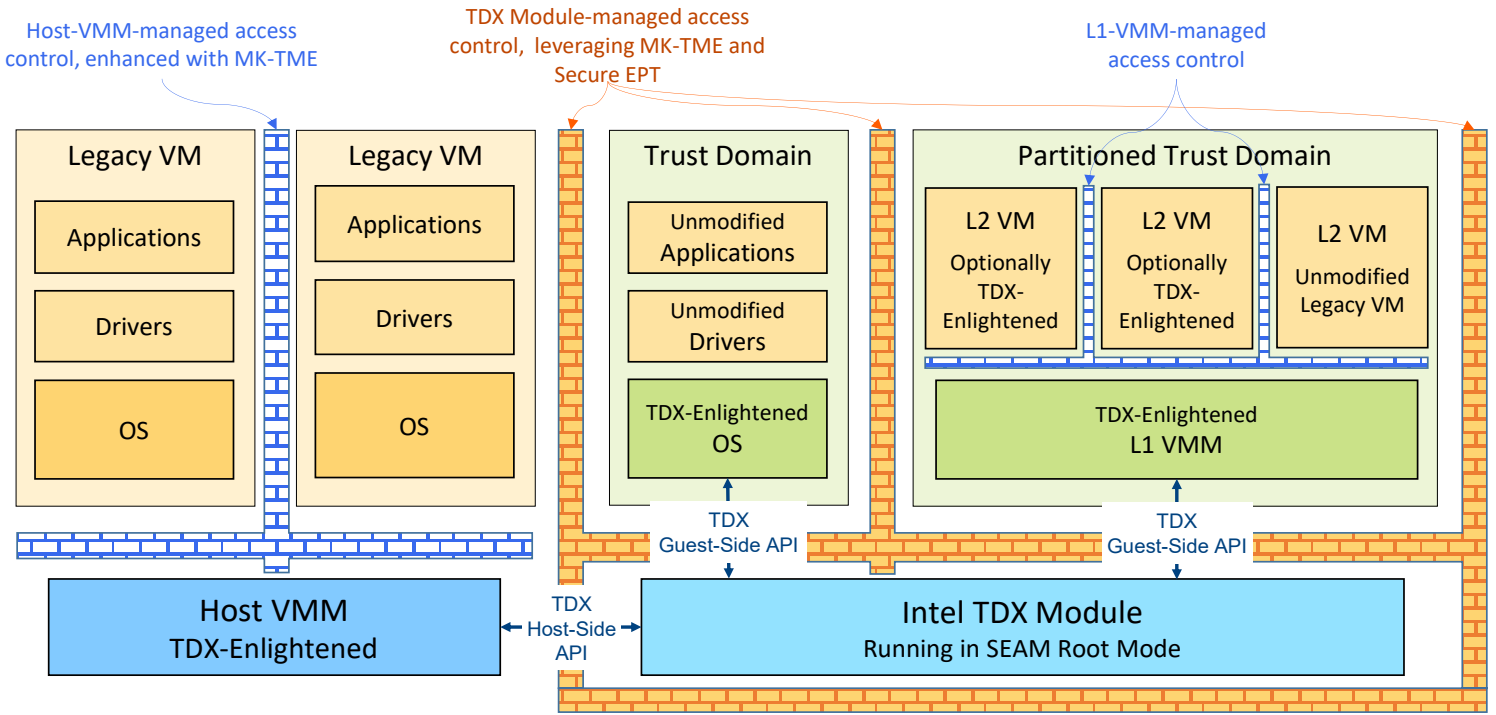 Host-VMM-managed access
control, enhanced with MK-TME
TDX Module-managed access
control,  leveraging MK-TME and
Secure EPT
L1-VMM-managed
access control
Legacy VM
Applications
Drivers
OS
Legacy VM
Applications
Drivers
OS
Trust Domain
Unmodified
Applications
Unmodified
Drivers
TDX-Enlightened
OS
Partitioned Trust Domain
L2 VM
Optionally
TDX-
Enlightened
L2 VM
Optionally
TDX-
Enlightened
L2 VM
Unmodified
Legacy VM
TDX-Enlightened
L1 VMM
TDX
Guest-Side API
TDX
Guest-Side API
Host VMM
TDX-Enlightened
TDX
Host-Side
API
Intel TDX Module
Running in SEAM Root Mode